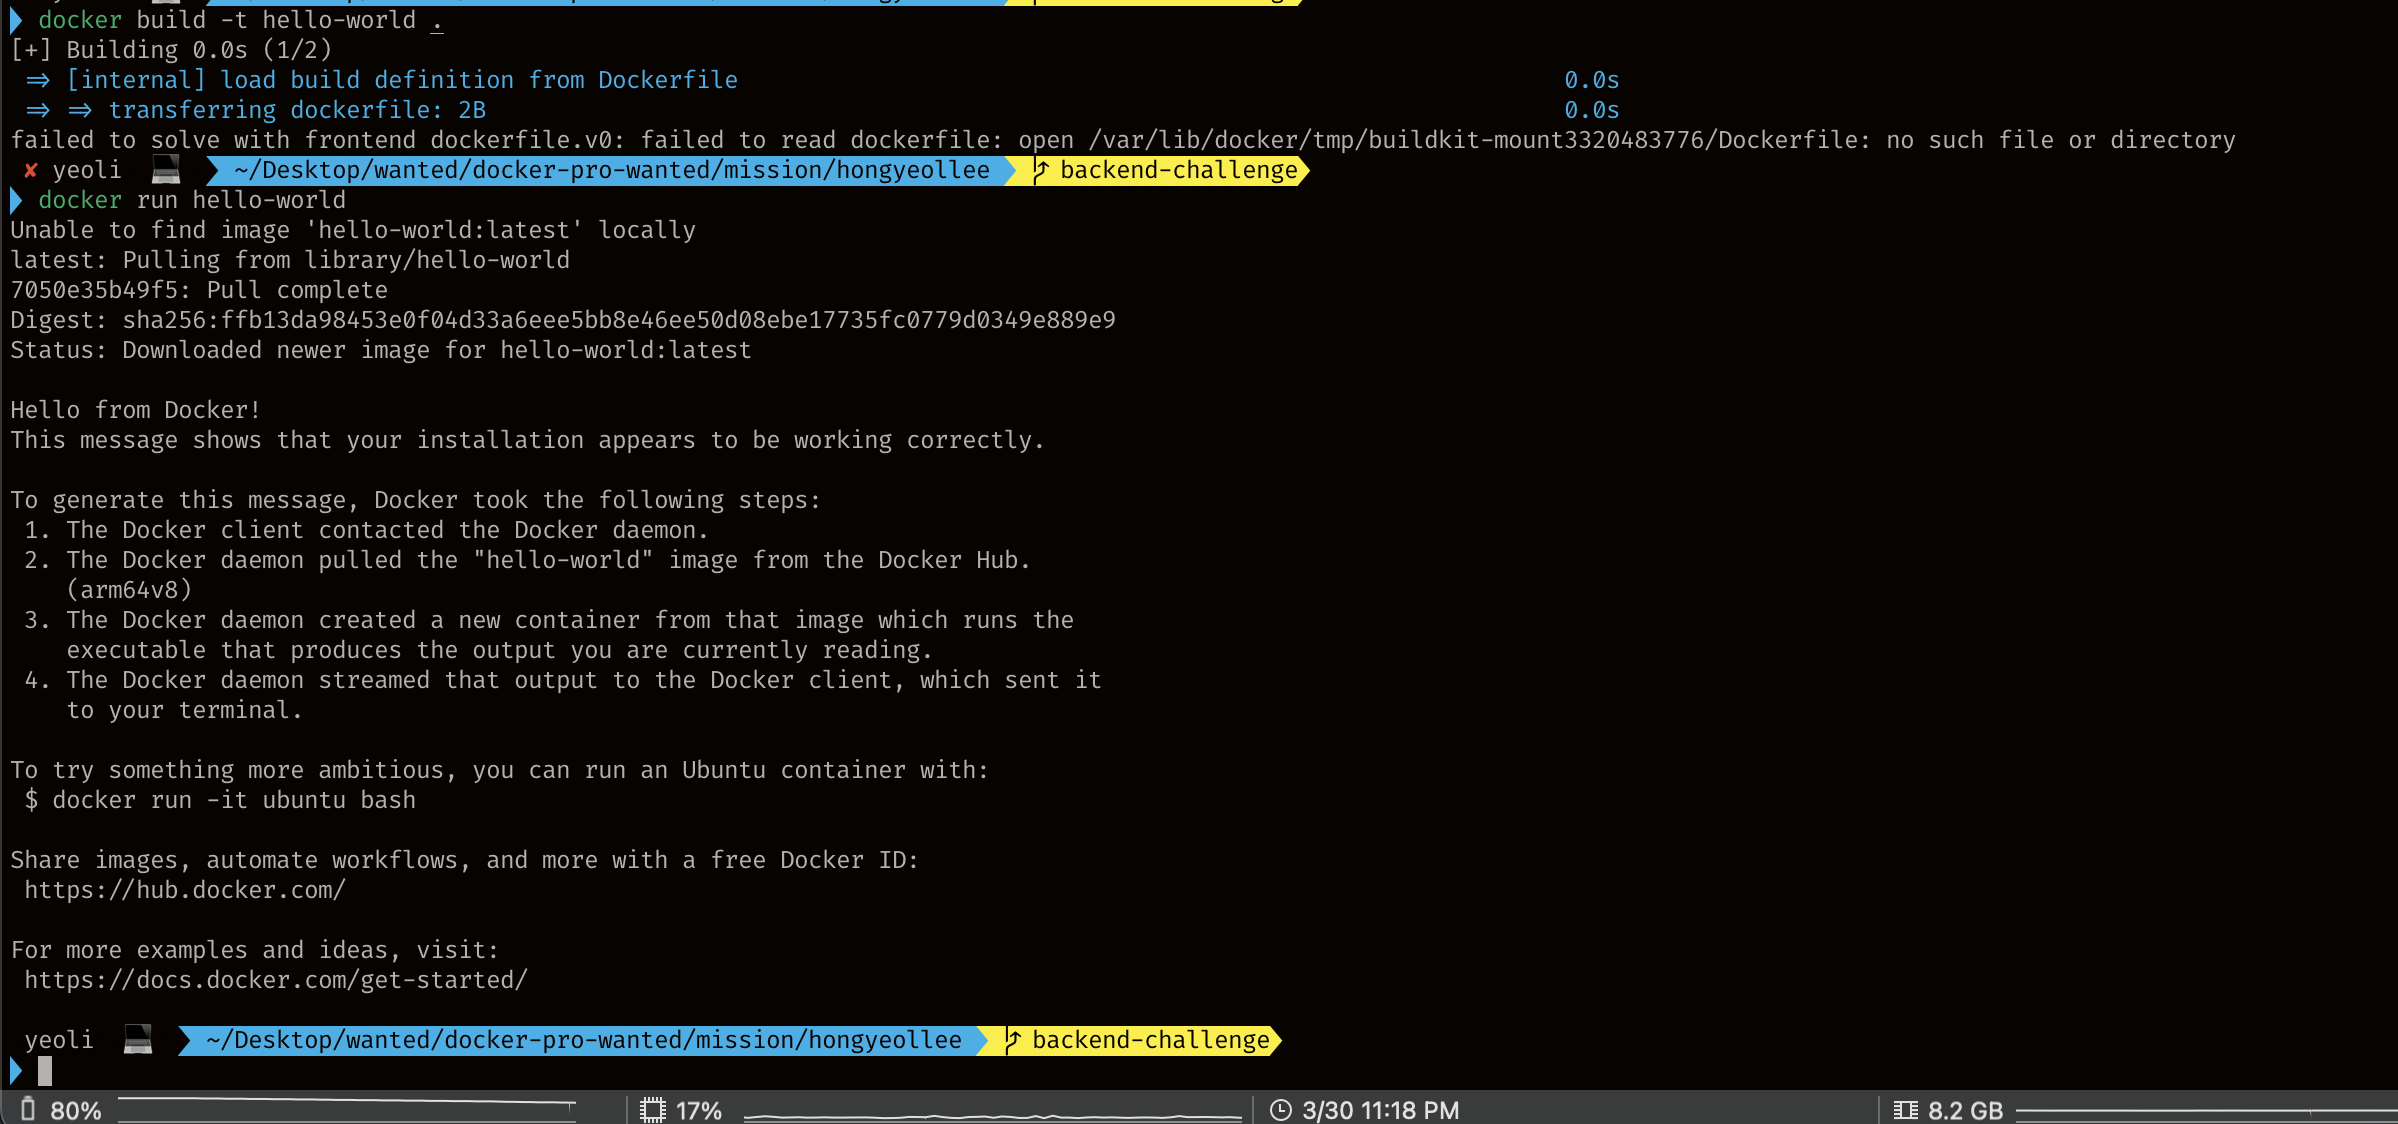 docker build -t hello-world .
[+] Building 0.0s (1/2)
=> [internal] load build definition from Dockerfile 0.0s
=> => transferring dockerfile: 2B 0.0s
failed to solve with frontend dockerfile.v0: failed to read dockerfile: open /var/lib/docker/tmp/buildkit-mount3320483776/Dockerfile: no such file or directory
✘ yeoli 💻 ~/Desktop/wanted/docker-pro-wanted/mission/hongyeollee backend-challenge
docker run hello-world
Unable to find image 'hello-world:latest' locally
latest: Pulling from library/hello-world
7050e35b49f5: Pull complete
Digest: sha256:ffb13da98453e0f04d33a6eee5bb8e46ee50d08ebe17735fc0779d0349e889e9
Status: Downloaded newer image for hello-world:latest
Hello from Docker!
This message shows that your installation appears to be working correctly.
To generate this message, Docker took the following steps:
1. The Docker client contacted the Docker daemon.
2. The Docker daemon pulled the "hello-world" image from the Docker Hub.
(arm64v8)
3. The Docker daemon created a new container from that image which runs the
executable that produces the output you are currently reading.
4. The Docker daemon streamed that output to the Docker client, which sent it
to your terminal.
To try something more ambitious, you can run an Ubuntu container with:
$ docker run -it ubuntu bash
Share images, automate workflows, and more with a free Docker ID:
https://hub.docker.com/
For more examples and ideas, visit:
https://docs.docker.com/get-started/
yeoli 💻 ~/Desktop/wanted/docker-pro-wanted/mission/hongyeollee backend-challenge
80% 17% 3/30 11:18 PM 8.2 GB